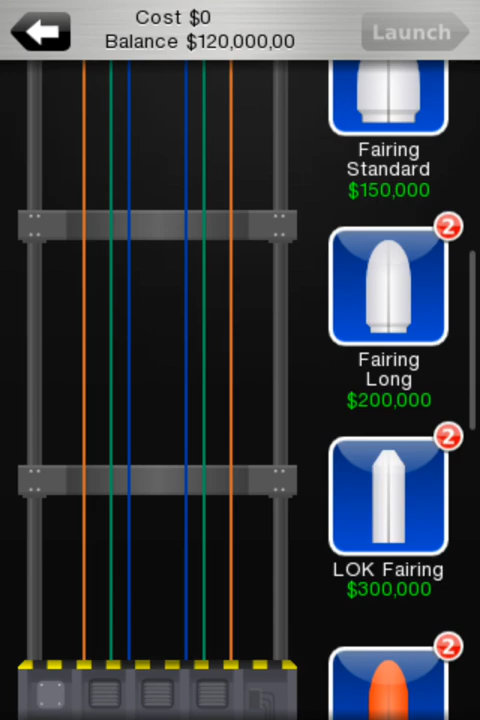 Cost $0
Balance $120,000,00
Launch
Fairing
Standard
$150,000
2
Fairing
Long
$200,000
2
LOK Fairing
$300,000
2